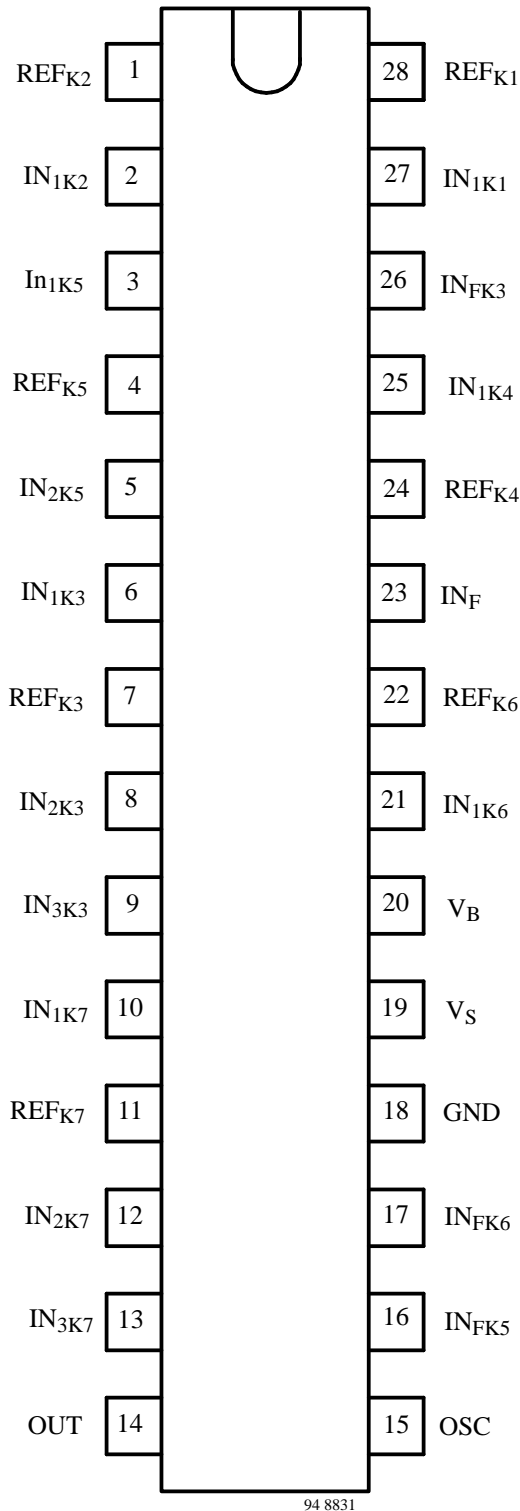 REFK2 1 28 REFK1
IN1K2 2 27 IN1K1
In1K5 3 26 INFK3
REFK5 4 25 IN1K4
IN2K5 5 24 REFK4
IN1K3 6 23 INF
REFK3 7 22 REFK6
IN2K3 8 21 IN1K6
IN3K3 9 20 VB
IN1K7 10 19 VS
REFK7 11 18 GND
IN2K7 12 17 INFK6
IN3K7 13 16 INFK5
OUT 14 15 OSC
94 8831